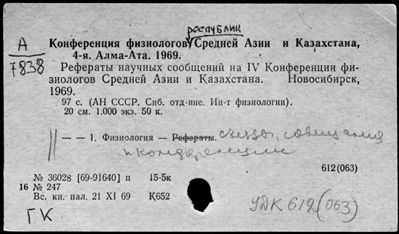 республик
А
7838
Конференция физиологов Средней Азии и Казахстана,
4-я. Алма-Ата. 1969.
Рефераты научных сообщений на IV Конференции фи-
зиологов Средней Азии и Казахстана. Новосибирск,
1969.
97 с. (АН СССР. Сиб. отд-ние. Ин-т физиологии).
20 см. 1.000 экз. 50 к.
— — 1. Физиология — Рефераты. съезды, совещания
и конференции
612(063)
№ 36028 [69-91640] п 15-5к
16 № 247
Вс. кн. пал. 21 XI 69 К652
ГК
УДК 612(063)